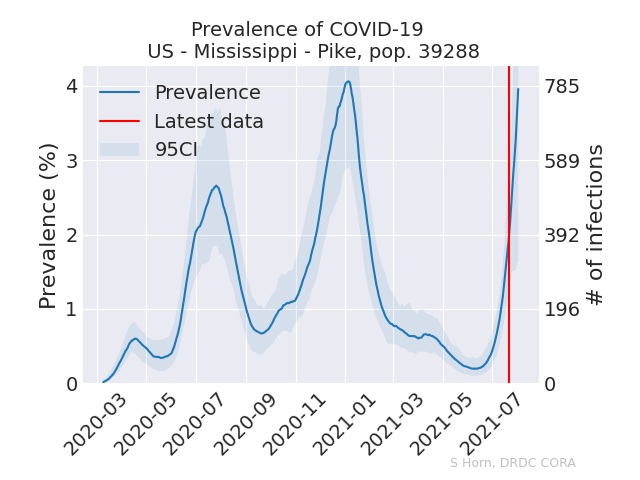 Prevalence of COVID-19
US - Mississippi - Pike, pop. 39288
Prevalence
Latest data
95CI
Prevalence (%)
4
3
2
1
0
785
589
392
196
0
# of infections
2020-03
2020-05
2020-07
2020-09
2020-11
2021-01
2021-03
2021-05
2021-07
S Horn, DRDC CORA